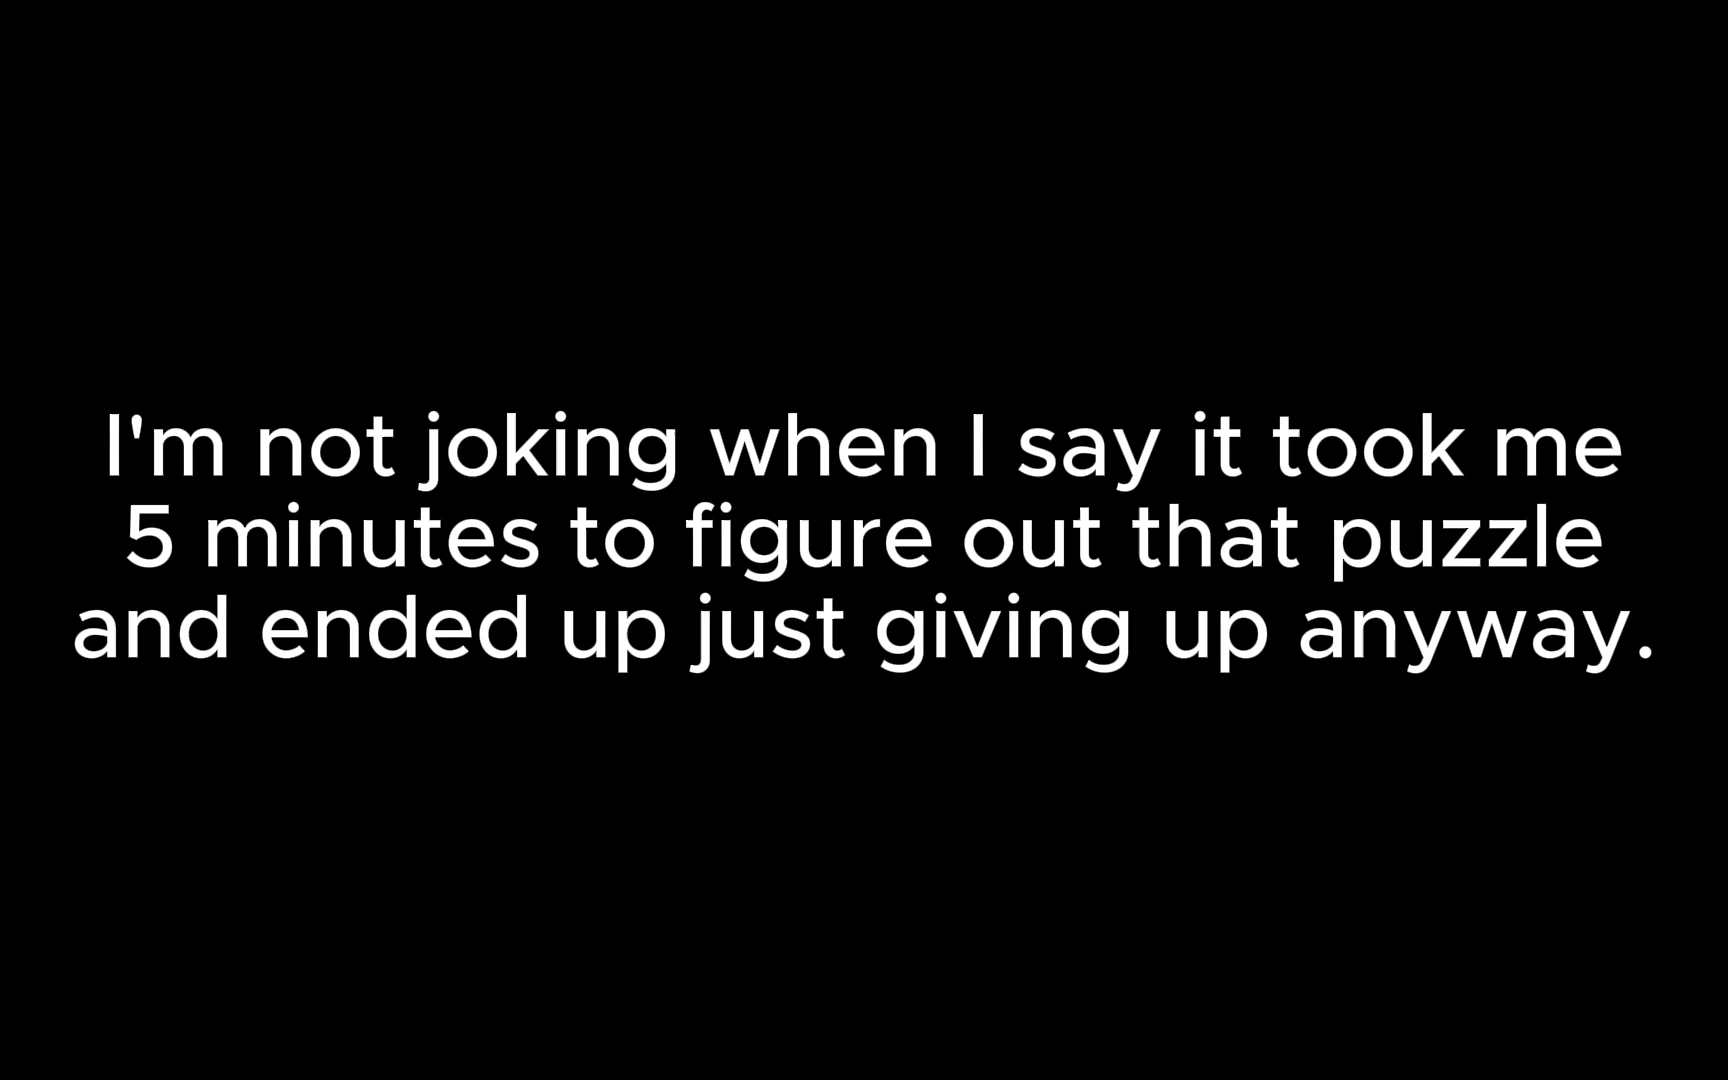 I'm not joking when I say it took me
5 minutes to figure out that puzzle
and ended up just giving up anyway.